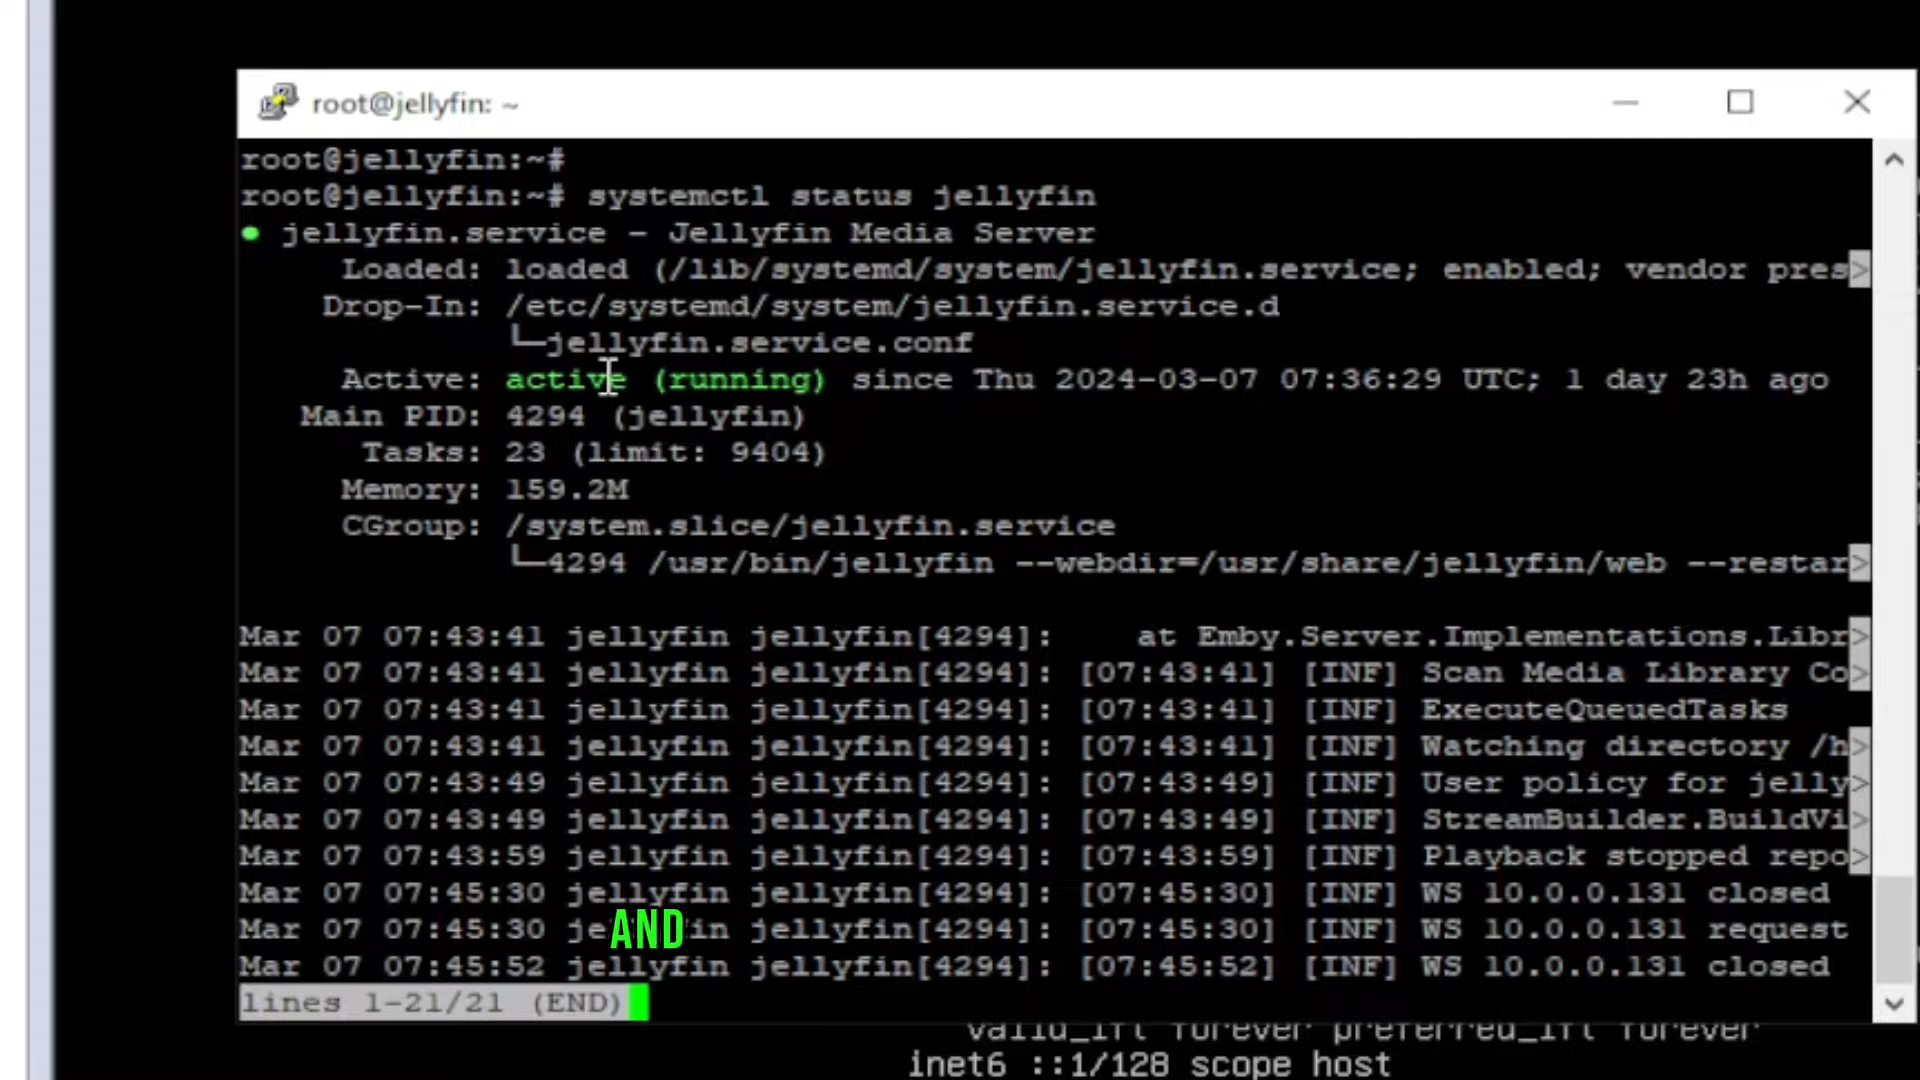 root@jellyfin: ~
root@jellyfin:~#
root@jellyfin:~# systemctl status jellyfin
● jellyfin.service - Jellyfin Media Server
Loaded: loaded (/lib/systemd/system/jellyfin.service; enabled; vendor pres>
Drop-In: /etc/systemd/system/jellyfin.service.d
└─jellyfin.service.conf
Active: active (running) since Thu 2024-03-07 07:36:29 UTC; 1 day 23h ago
Main PID: 4294 (jellyfin)
Tasks: 23 (limit: 9404)
Memory: 159.2M
CGroup: /system.slice/jellyfin.service
└─4294 /usr/bin/jellyfin --webdir=/usr/share/jellyfin/web --restar>
Mar 07 07:43:41 jellyfin jellyfin[4294]:    at Emby.Server.Implementations.Libr>
Mar 07 07:43:41 jellyfin jellyfin[4294]: [07:43:41] [INF] Scan Media Library Co>
Mar 07 07:43:41 jellyfin jellyfin[4294]: [07:43:41] [INF] ExecuteQueuedTasks
Mar 07 07:43:41 jellyfin jellyfin[4294]: [07:43:41] [INF] Watching directory /h>
Mar 07 07:43:49 jellyfin jellyfin[4294]: [07:43:49] [INF] User policy for jelly>
Mar 07 07:43:49 jellyfin jellyfin[4294]: [07:43:49] [INF] StreamBuilder.BuildVi>
Mar 07 07:43:59 jellyfin jellyfin[4294]: [07:43:59] [INF] Playback stopped repo>
Mar 07 07:45:30 jellyfin jellyfin[4294]: [07:45:30] [INF] WS 10.0.0.131 closed
Mar 07 07:45:30 jellyfin jellyfin[4294]: [07:45:30] [INF] WS 10.0.0.131 request
AND
Mar 07 07:45:52 jellyfin jellyfin[4294]: [07:45:52] [INF] WS 10.0.0.131 closed
lines 1-21/21 (END)
valid_lft forever preferred_lft forever
inet6 ::1/128 scope host